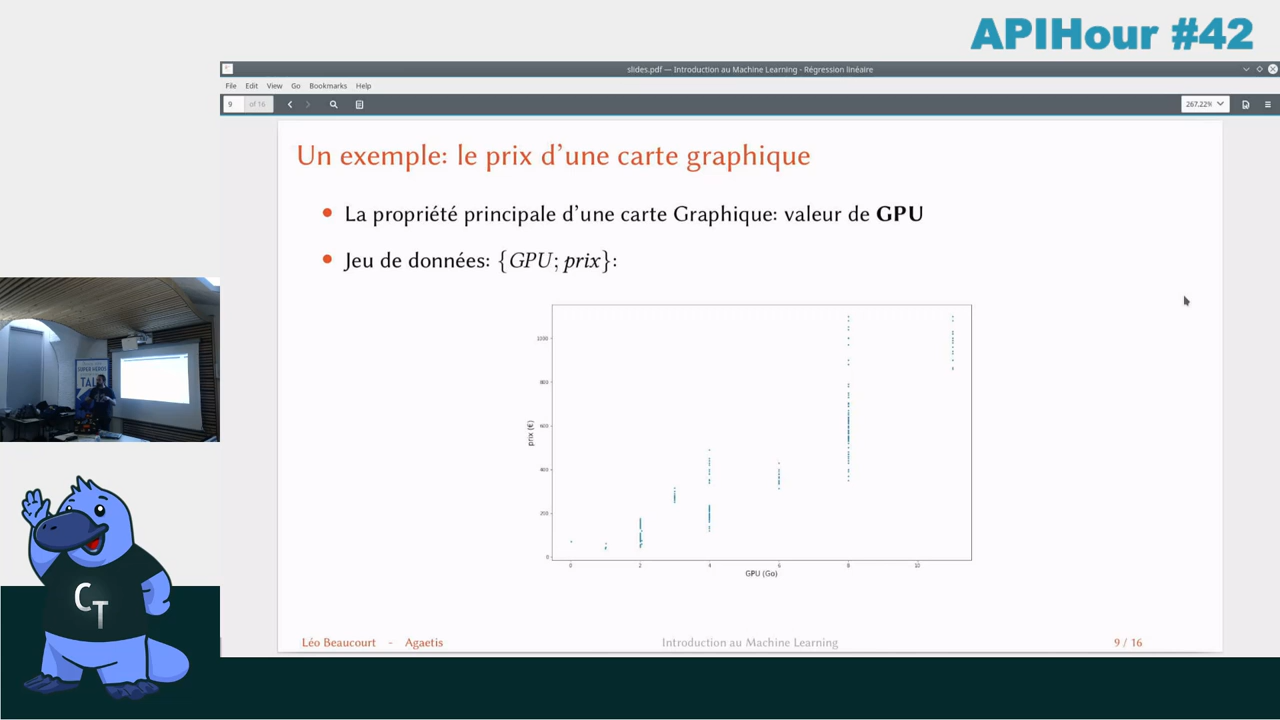 APIHour #42
slides.pdf — Introduction au Machine Learning - Régression linéaire
File Edit View Go Bookmarks Help
9 of 16
267.22%
Un exemple: le prix d'une carte graphique
• La propriété principale d'une carte Graphique: valeur de GPU
• Jeu de données: {GPU; prix}:
1000
800
600
400
200
0
prix (€)
0 2 4 6 8 10
GPU (Go)
Léo Beaucourt - Agaetis
Introduction au Machine Learning
9 / 16
SUPER HEROS
TAL
CT